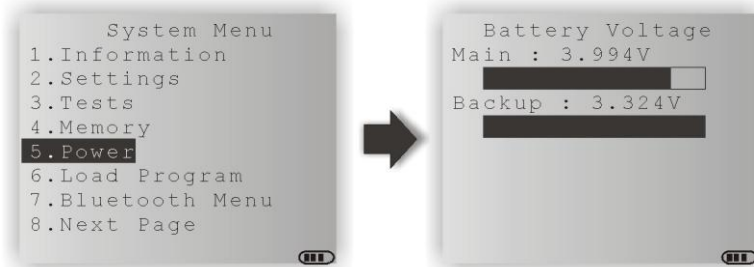 System Menu
1.Information
2.Settings
3.Tests
4.Memory
5.Power
6.Load Program
7.Bluetooth Menu
8.Next Page
Battery Voltage
Main : 3.994V
Backup : 3.324V